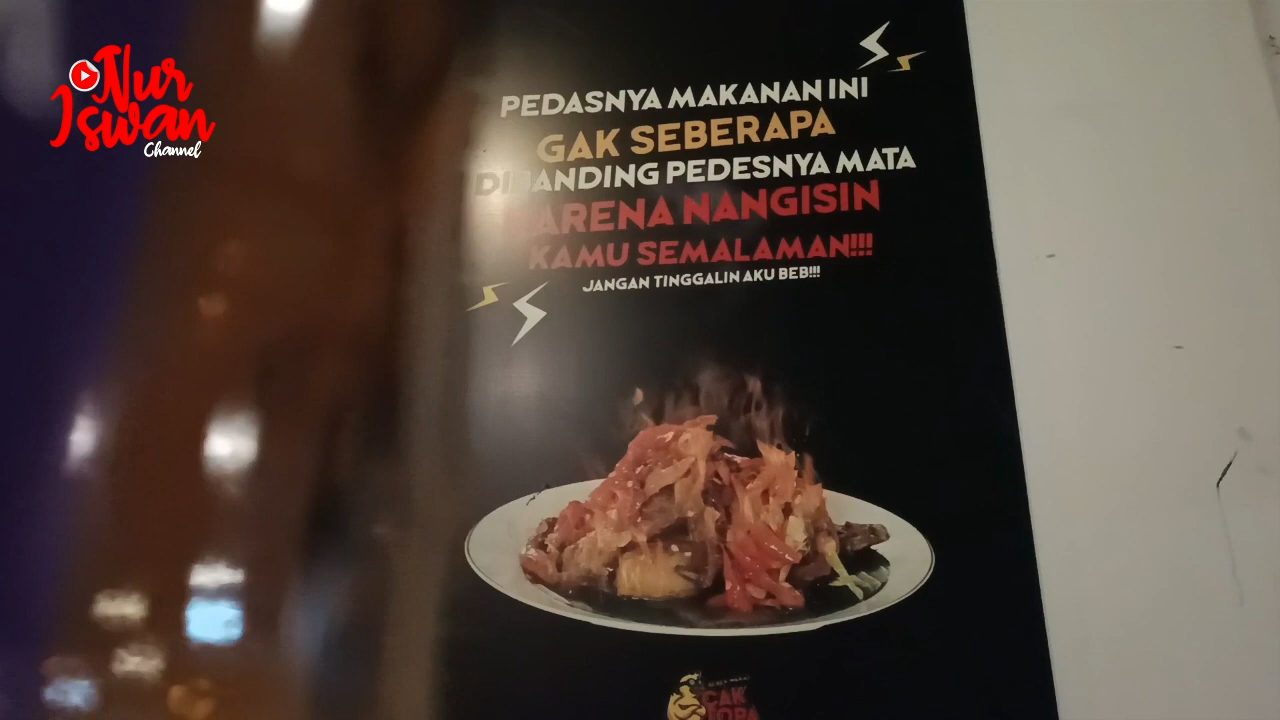 Nur
Iswan
Channel
PEDASNYA MAKANAN INI
GAK SEBERAPA
DIBANDING PEDESNYA MATA
KARENA NANGISIN
KAMU SEMALAMAN!!!
JANGAN TINGGALIN AKU BEB!!!
CAK